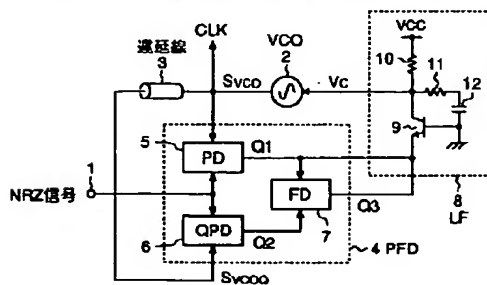 CLK
VCO
2
VCC
遅延線
3
10
11
SVCO
VC
12
9
5
PD
Q1
1
NRZ信号
FD
Q3
7
8
LF
6
QPD
Q2
4 PFD
SVCOQ